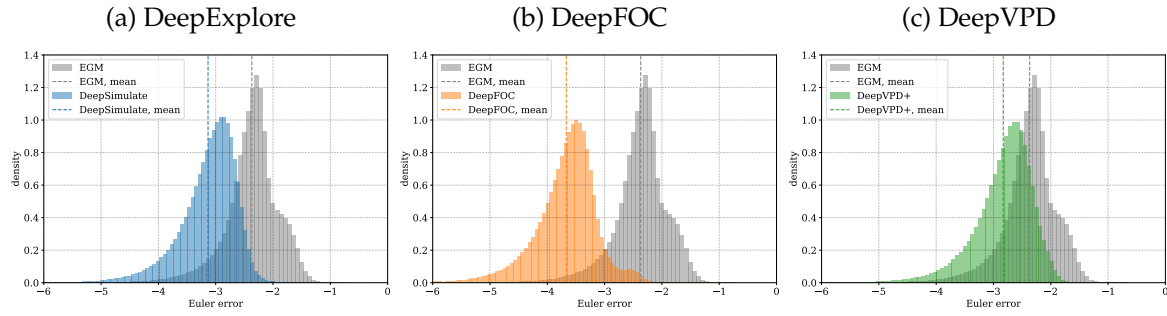 (a) DeepExplore
1.4
1.2
1.0
0.8
0.6
0.4
0.2
0.0
density
EGM
EGM, mean
DeepSimulate
DeepSimulate, mean
−6 −5 −4 −3 −2 −1 0
Euler error
(b) DeepFOC
1.4
1.2
1.0
0.8
0.6
0.4
0.2
0.0
density
EGM
EGM, mean
DeepFOC
DeepFOC, mean
−6 −5 −4 −3 −2 −1 0
Euler error
(c) DeepVPD
1.4
1.2
1.0
0.8
0.6
0.4
0.2
0.0
density
EGM
EGM, mean
DeepVPD+
DeepVPD+, mean
−6 −5 −4 −3 −2 −1 0
Euler error